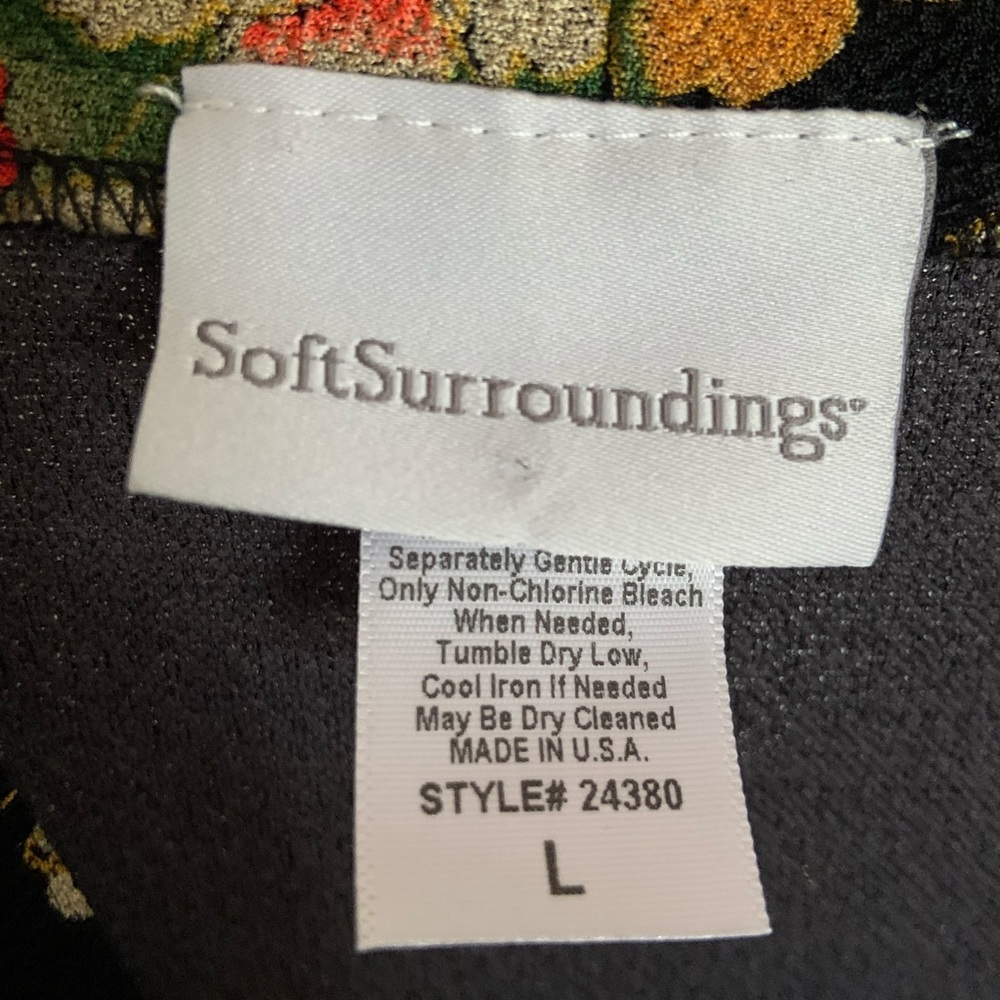 SoftSurroundings®
Separately Gentle Cycle,
Only Non-Chlorine Bleach
When Needed,
Tumble Dry Low,
Cool Iron If Needed
May Be Dry Cleaned
MADE IN U.S.A.
STYLE# 24380
L